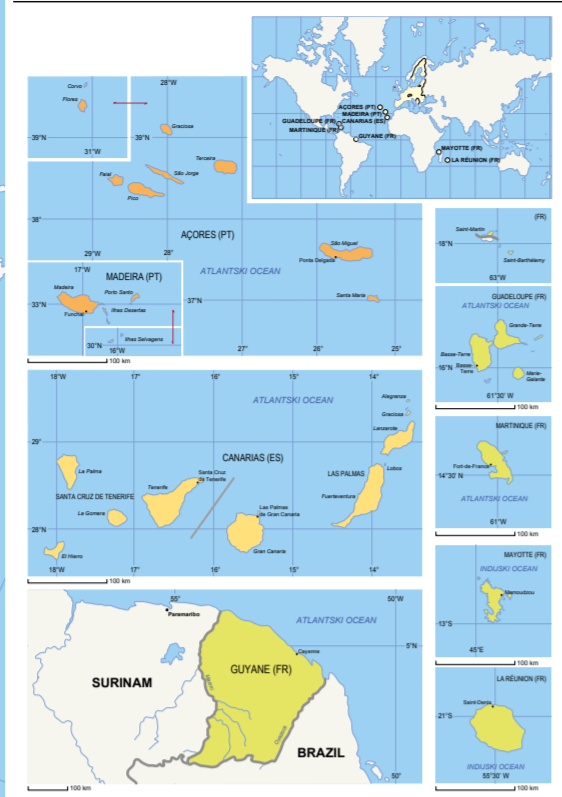 AÇORES (PT)
MADEIRA (PT)
CANARIAS (ES)
GUADELOUPE (FR)
MARTINIQUE (FR)
GUYANE (FR)
MAYOTTE (FR)
LA RÉUNION (FR)
28°W
Corvo
Flores
39°N
31°W
Graciosa
39°N
Terceira
Faial
São Jorge
Pico
38°
29°W
28°
AÇORES (PT)
São Miguel
Ponta Delgada
ATLANTSKI OCEAN
Santa Maria
37°N
27°
26°
25°
17°W
MADEIRA (PT)
Madeira
Porto Santo
33°N
Funchal
Ilhas Desertas
Ilhas Selvagens
30°N
16°W
100 km
(FR)
Saint-Martin
18°N
Saint-Barthélemy
63°W
GUADELOUPE (FR)
ATLANTSKI OCEAN
Grande-Terre
Basse-Terre
16°N
Basse-
Terre
Marie-
Galante
61°30' W
100 km
18°W
17°
16°
15°
14°
Alegranza
ATLANTSKI OCEAN
Graciosa
Lanzarote
29°
CANARIAS (ES)
La Palma
Santa Cruz
de Tenerife
LAS PALMAS
Lobos
Tenerife
Fuerteventura
SANTA CRUZ DE TENERIFE
La Gomera
Las Palmas
de Gran Canaria
28°
El Hierro
Gran Canaria
18°W
17°
16°
15°
14°
100 km
MARTINIQUE (FR)
Fort-de-France
14°30' N
ATLANTSKI OCEAN
61°W
100 km
MAYOTTE (FR)
INDIJSKI OCEAN
Mamoudzou
13°S
45°E
100 km
55°
50°W
Paramaribo
ATLANTSKI OCEAN
5°N
Cayenne
GUYANE (FR)
SURINAM
Maroni
Oiapock
BRAZIL
50°
100 km
LA RÉUNION (FR)
Saint-Denis
21°S
INDIJSKI OCEAN
55°30' W
100 km